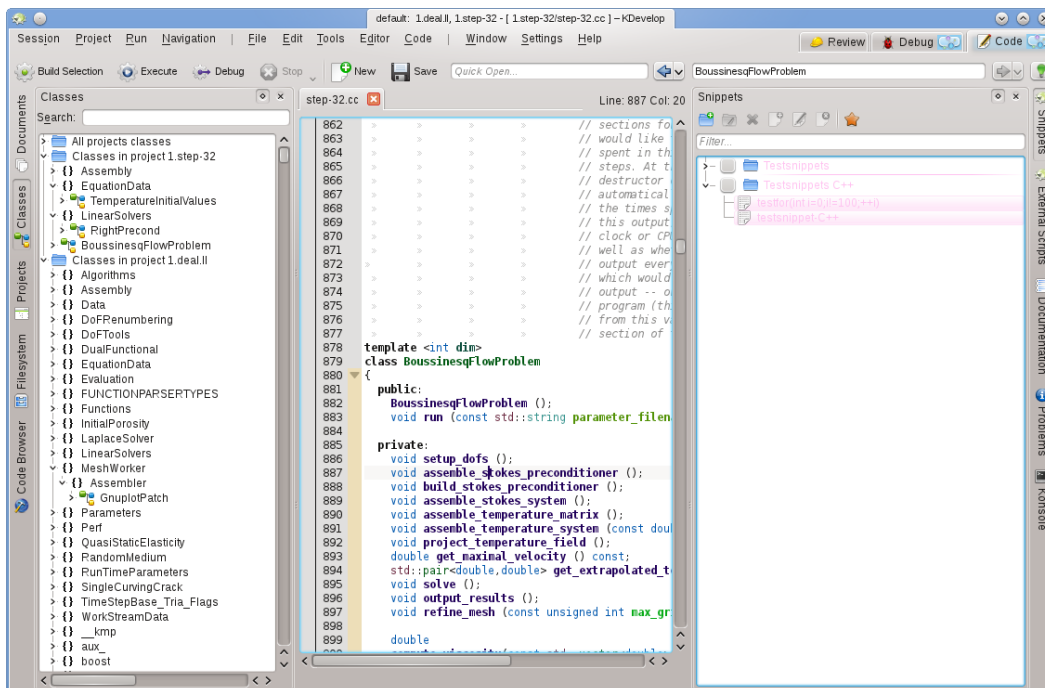 default: 1.deal.II, 1.step-32 - [ 1.step-32/step-32.cc ] – KDevelop
Session Project Run Navigation | File Edit Tools Editor Code | Window Settings Help
Review Debug Code
Build Selection Execute Debug Stop New Save Quick Open... BoussinesqFlowProblem
Documents
Classes
Projects
Filesystem
Code Browser
Classes
Search:
All projects classes
Classes in project 1.step-32
{} Assembly
{} EquationData
TemperatureInitialValues
{} LinearSolvers
RightPrecond
BoussinesqFlowProblem
Classes in project 1.deal.II
{} Algorithms
{} Assembly
{} Data
{} DoFRenumbering
{} DoFTools
{} DualFunctional
{} EquationData
{} Evaluation
{} FUNCTIONPARSERTYPES
{} Functions
{} InitialPorosity
{} LaplaceSolver
{} LinearSolvers
{} MeshWorker
{} Assembler
GnuplotPatch
{} Parameters
{} Perf
{} QuasiStaticElasticity
{} RandomMedium
{} RunTimeParameters
{} SingleCurvingCrack
{} TimeStepBase_Tria_Flags
{} WorkStreamData
{} __kmp
{} aux_
{} boost
step-32.cc Line: 887 Col: 20
862 // sections fo
863 // would like
864 // spent in th
865 // steps. At t
866 // destructor
867 // automatical
868 // the times s
869 // this output
870 // clock or CP
871 // well as whe
872 // output ever
873 // which would
874 // output -- o
875 // program (th
876 // from this v
877 // section of
878 template <int dim>
879 class BoussinesqFlowProblem
880 {
881 public:
882 BoussinesqFlowProblem ();
883 void run (const std::string parameter_filen
884
885 private:
886 void setup_dofs ();
887 void assemble_stokes_preconditioner ();
888 void build_stokes_preconditioner ();
889 void assemble_stokes_system ();
890 void assemble_temperature_matrix ();
891 void assemble_temperature_system (const doub
892 void project_temperature_field ();
893 double get_maximal_velocity () const;
894 std::pair<double,double> get_extrapolated_t
895 void solve ();
896 void output_results ();
897 void refine_mesh (const unsigned int max_gr
898
899 double
Snippets
Filter...
Testsnippets
Testsnippets C++
testfor(int i=0;i!=100;++i)
testsnippet-C++
Snippets
External Scripts
Documentation
Problems
Konsole